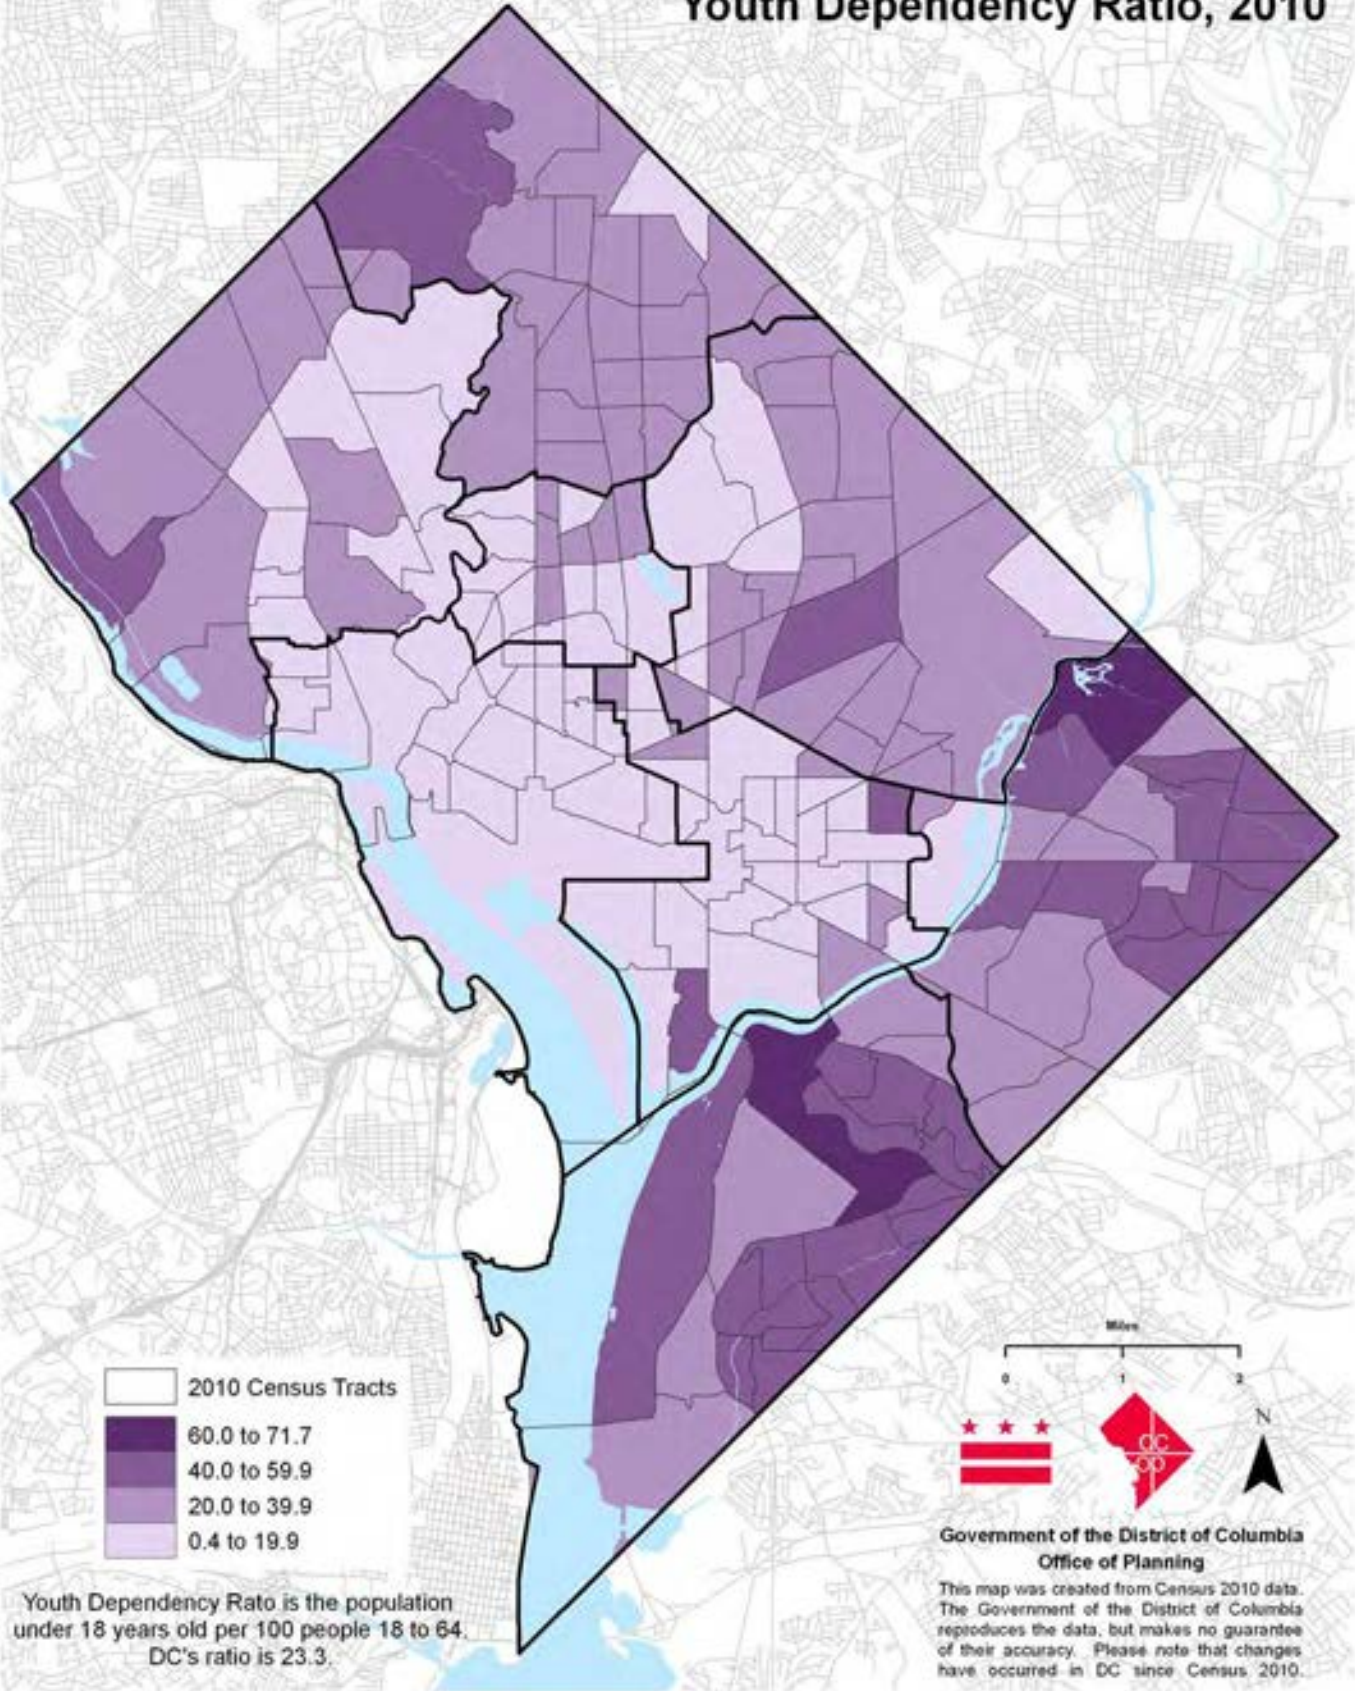 Youth Dependency Ratio, 2010
Miles
0 1 2
2010 Census Tracts
60.0 to 71.7
40.0 to 59.9
20.0 to 39.9
0.4 to 19.9
Youth Dependency Rato is the population
under 18 years old per 100 people 18 to 64.
DC's ratio is 23.3.
dc
op
N
Government of the District of Columbia
Office of Planning
This map was created from Census 2010 data.
The Government of the District of Columbia
reproduces the data, but makes no guarantee
of their accuracy. Please note that changes
have occurred in DC since Census 2010.